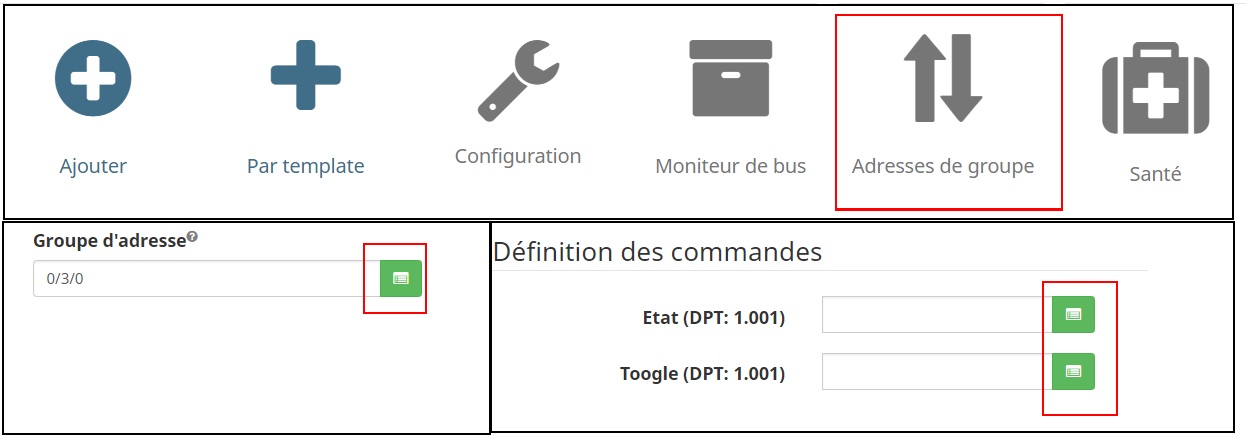 Ajouter
Par template
Configuration
Moniteur de bus
Adresses de groupe
Santé
Groupe d'adresse?
0/3/0
Définition des commandes
Etat (DPT: 1.001)
Toogle (DPT: 1.001)